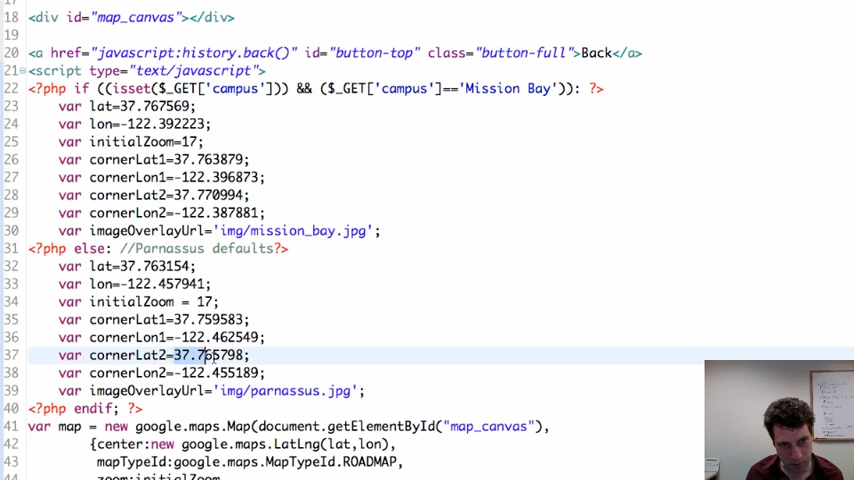 17
18 <div id="map_canvas"></div>
19
20 <a href="javascript:history.back()" id="button-top" class="button-full">Back</a>
21 <script type="text/javascript">
22 <?php if ((isset($_GET['campus'])) && ($_GET['campus']=='Mission Bay')): ?>
23 var lat=37.767569;
24 var lon=-122.392223;
25 var initialZoom=17;
26 var cornerLat1=37.763879;
27 var cornerLon1=-122.396873;
28 var cornerLat2=37.770994;
29 var cornerLon2=-122.387881;
30 var imageOverlayUrl='img/mission_bay.jpg';
31 <?php else: //Parnassus defaults?>
32 var lat=37.763154;
33 var lon=-122.457941;
34 var initialZoom = 17;
35 var cornerLat1=37.759583;
36 var cornerLon1=-122.462549;
37 var cornerLat2=37.765798;
38 var cornerLon2=-122.455189;
39 var imageOverlayUrl='img/parnassus.jpg';
40 <?php endif; ?>
41 var map = new google.maps.Map(document.getElementById("map_canvas"),
42 {center:new google.maps.LatLng(lat,lon),
43 mapTypeId:google.maps.MapTypeId.ROADMAP,
44 zoom:initialZoom